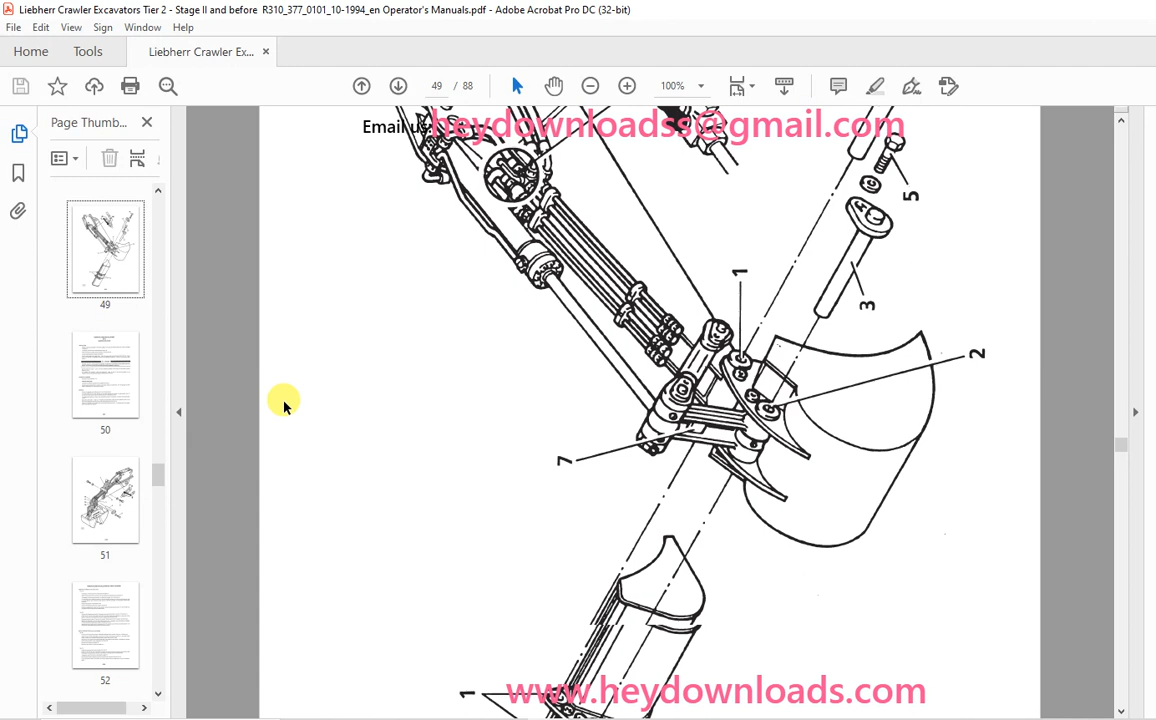 Liebherr Crawler Excavators Tier 2 - Stage II and before R310_377_0101_10-1994_en Operator's Manuals.pdf - Adobe Acrobat Pro DC (32-bit)
File Edit View Sign Window Help
Home Tools Liebherr Crawler Ex... ×
49 / 88 100%
Page Thumb...
Email us: heydownloadss@gmail.com
49
50
51
52
5
1
3
2
7
1
www.heydownloads.com